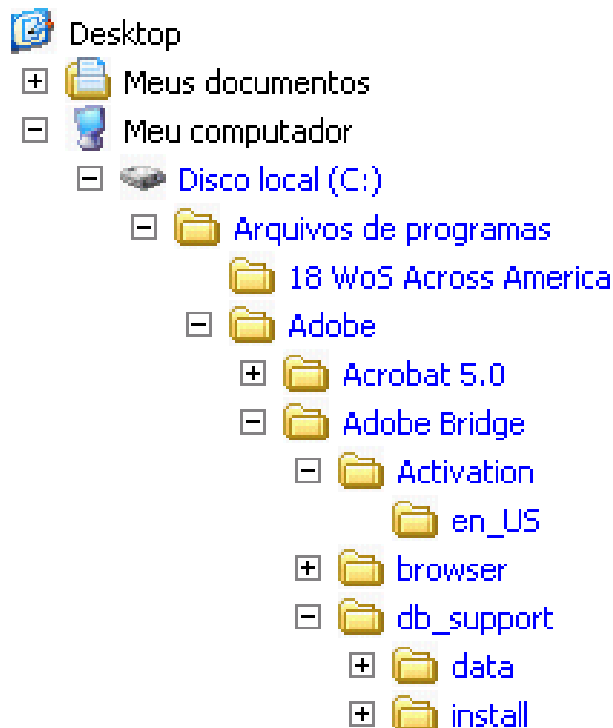 Desktop
Meus documentos
Meu computador
Disco local (C:)
Arquivos de programas
18 WoS Across America
Adobe
Acrobat 5.0
Adobe Bridge
Activation
en_US
browser
db_support
data
install